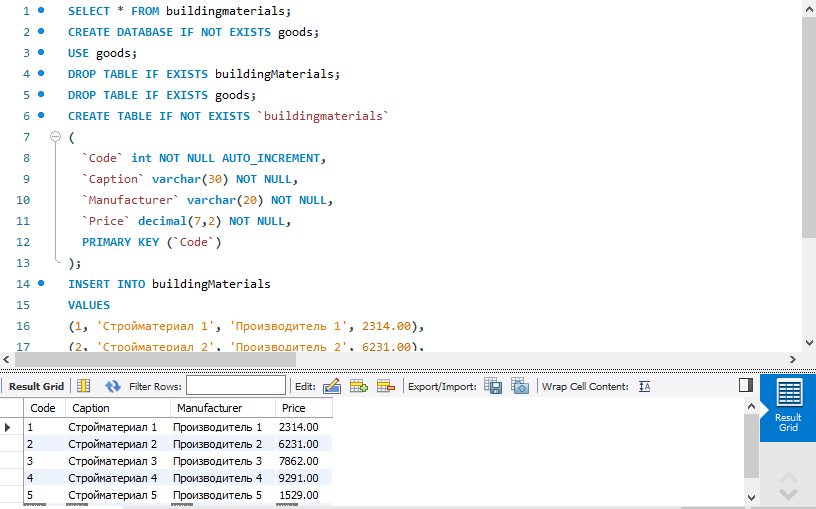 1 SELECT * FROM buildingmaterials;
2 CREATE DATABASE IF NOT EXISTS goods;
3 USE goods;
4 DROP TABLE IF EXISTS buildingMaterials;
5 DROP TABLE IF EXISTS goods;
6 CREATE TABLE IF NOT EXISTS `buildingmaterials`
7 (
8 `Code` int NOT NULL AUTO_INCREMENT,
9 `Caption` varchar(30) NOT NULL,
10 `Manufacturer` varchar(20) NOT NULL,
11 `Price` decimal(7,2) NOT NULL,
12 PRIMARY KEY (`Code`)
13 );
14 INSERT INTO buildingMaterials
15 VALUES
16 (1, 'Стройматериал 1', 'Производитель 1', 2314.00),
17 (2, 'Стройматериал 2', 'Производитель 2', 6231.00),
Result Grid Filter Rows: Edit: Export/Import: Wrap Cell Content: IA
Code Caption Manufacturer Price
1 Стройматериал 1 Производитель 1 2314.00
2 Стройматериал 2 Производитель 2 6231.00
3 Стройматериал 3 Производитель 3 7862.00
4 Стройматериал 4 Производитель 4 9291.00
5 Стройматериал 5 Производитель 5 1529.00
Result
Grid